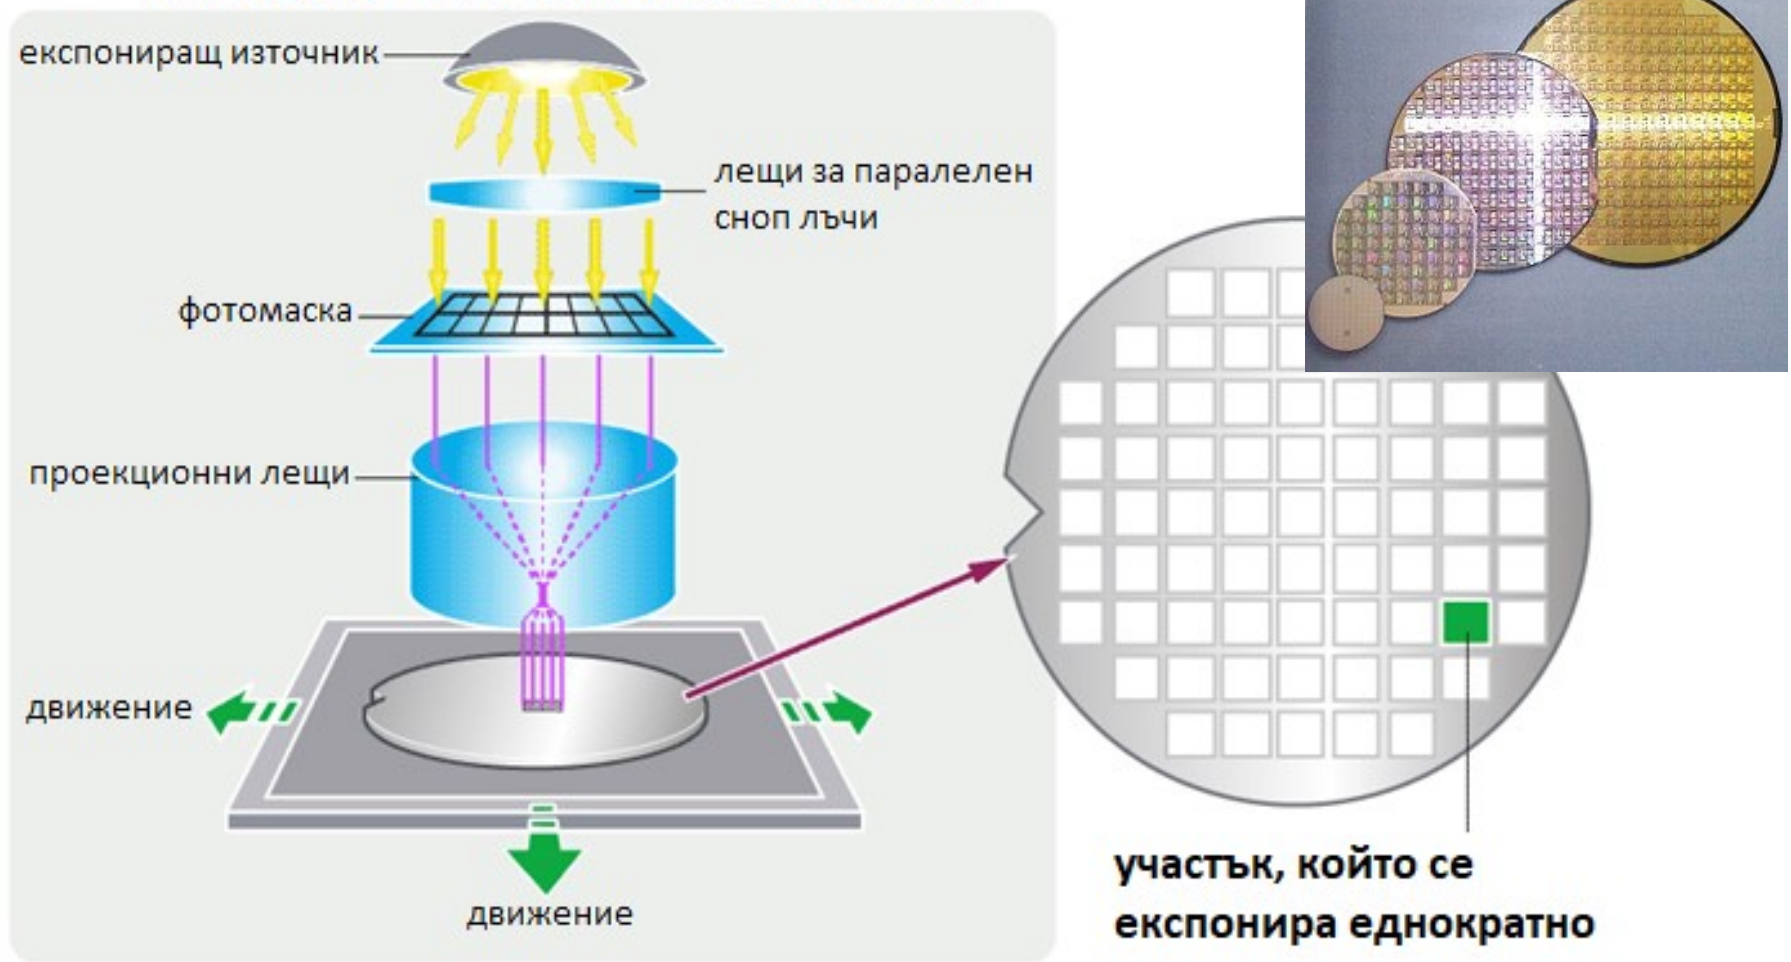 експониращ източник
лещи за паралелен
сноп лъчи
фотомаска
проекционни лещи
движение
движение
участък, който се
експонира еднократно